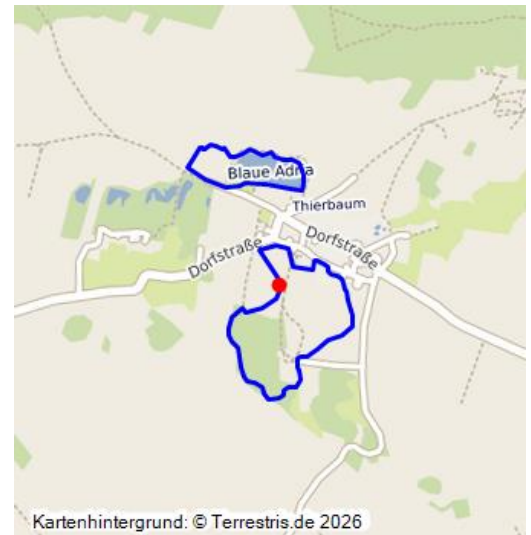 Blaue Adria
Thierbaum
Dorfstraße
Dorfstraße
Kartenhintergrund: © Terrestris.de 2026